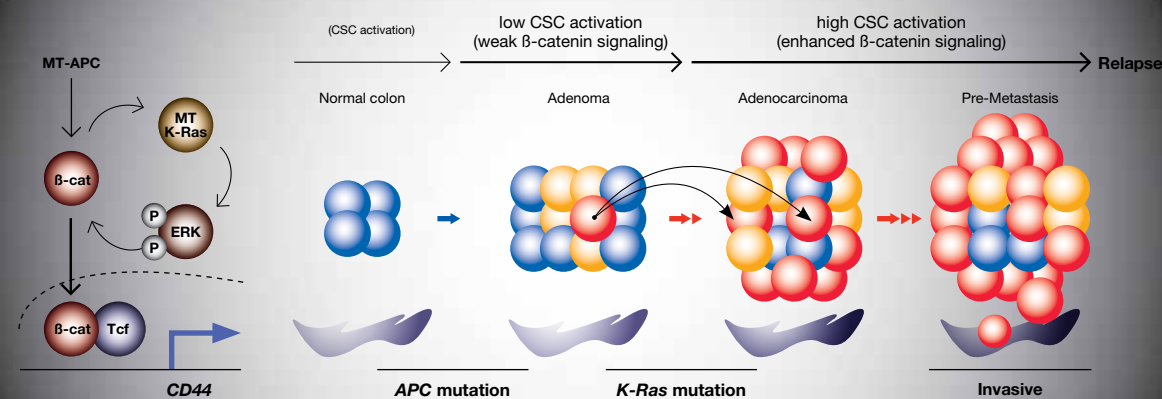 MT-APC
MT
K-Ras
ß-cat
P
P
ERK
ß-cat
Tcf
CD44
(CSC activation)
low CSC activation
(weak ß-catenin signaling)
high CSC activation
(enhanced ß-catenin signaling)
Relapse
Normal colon
Adenoma
Adenocarcinoma
Pre-Metastasis
APC mutation
K-Ras mutation
Invasive